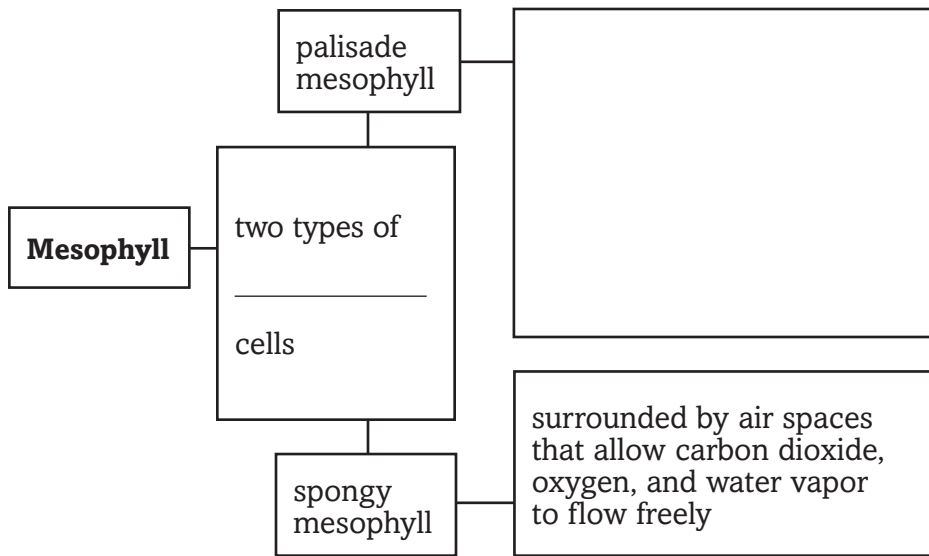 palisade
mesophyll
Mesophyll
two types of
cells
spongy
mesophyll
surrounded by air spaces
that allow carbon dioxide,
oxygen, and water vapor
to flow freely